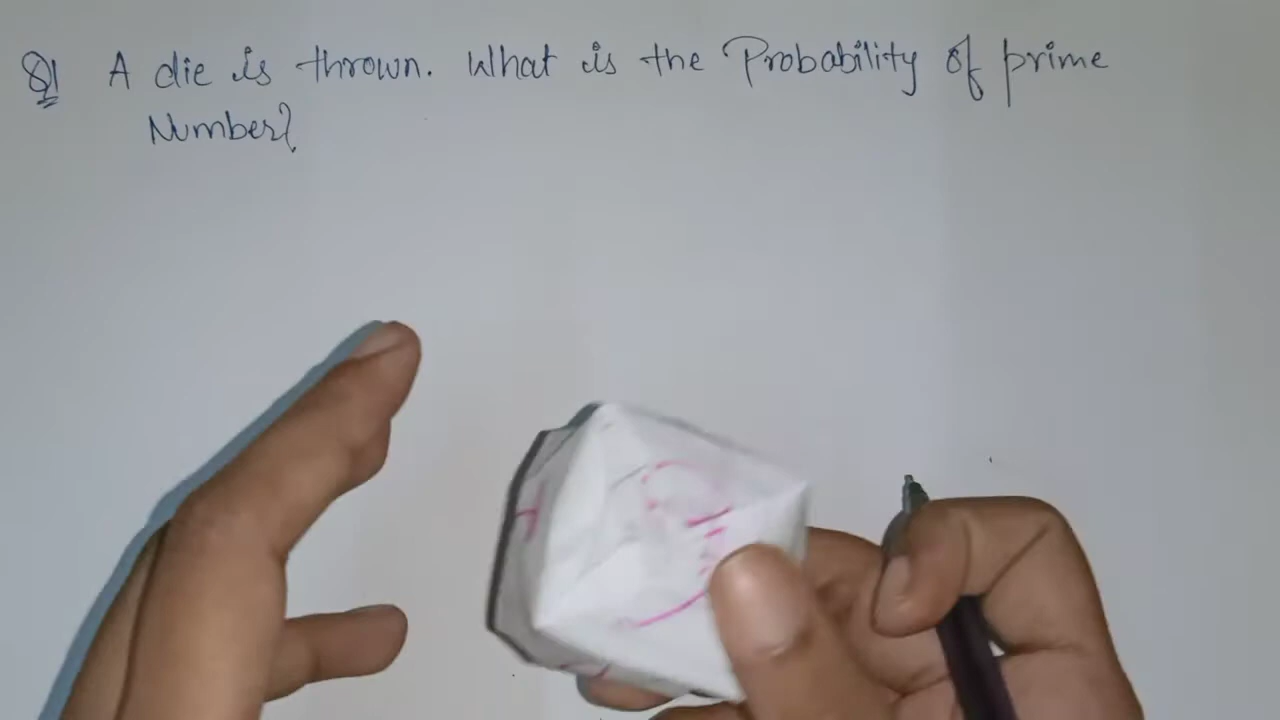 Q1 A die is thrown. What is the Probability of prime
Number?